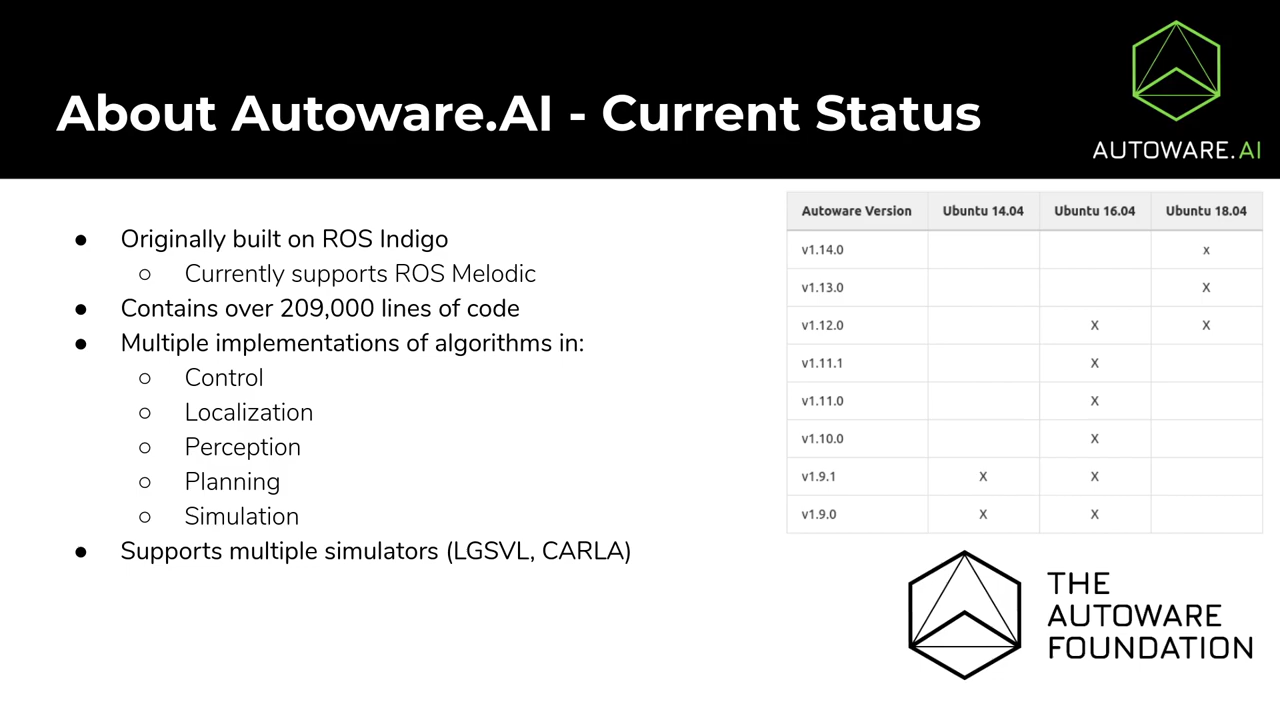 About Autoware.AI - Current Status
AUTOWARE.AI
● Originally built on ROS Indigo
○ Currently supports ROS Melodic
● Contains over 209,000 lines of code
● Multiple implementations of algorithms in:
○ Control
○ Localization
○ Perception
○ Planning
○ Simulation
● Supports multiple simulators (LGSVL, CARLA)
Autoware Version Ubuntu 14.04 Ubuntu 16.04 Ubuntu 18.04
v1.14.0 x
v1.13.0 X
v1.12.0 X X
v1.11.1 X
v1.11.0 X
v1.10.0 X
v1.9.1 X X
v1.9.0 X X
THE
AUTOWARE
FOUNDATION